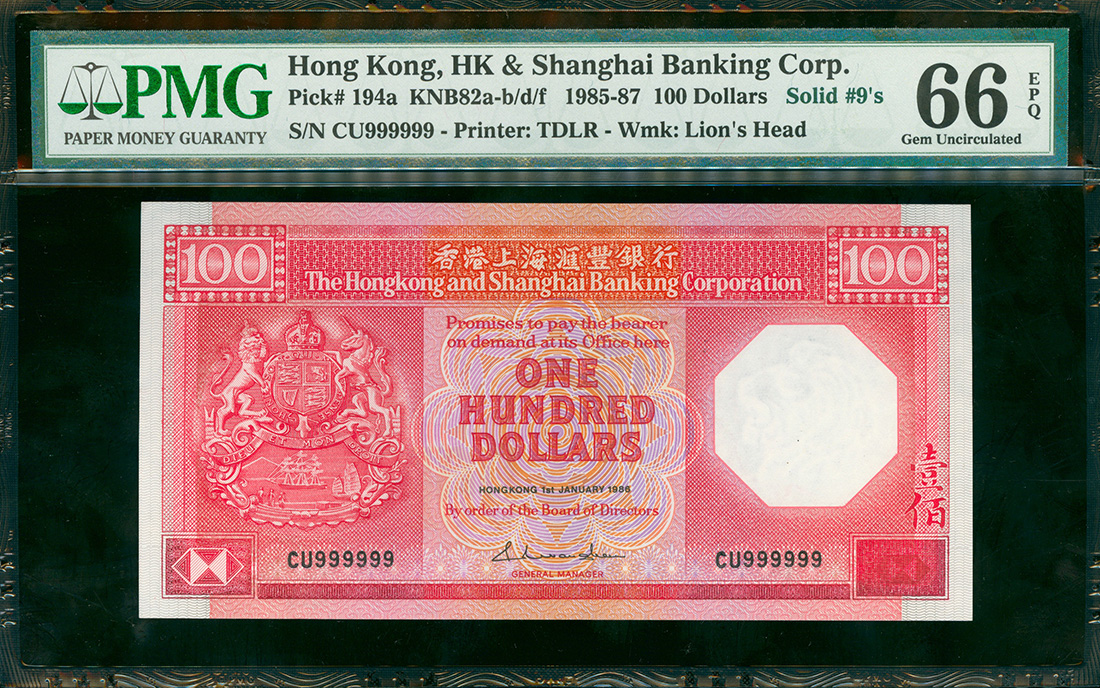 PMG
PAPER MONEY GUARANTY
Hong Kong, HK & Shanghai Banking Corp.
Pick# 194a KNB82a-b/d/f 1985-87 100 Dollars Solid #9's
S/N CU999999 - Printer: TDLR - Wmk: Lion's Head
66
EPQ
Gem Uncirculated
100
香港上海滙豐銀行
100
The Hongkong and Shanghai Banking Corporation
Promises to pay the bearer
on demand at its Office here
ONE
HUNDRED
DOLLARS
HONGKONG 1st JANUARY 1986
By order of the Board of Directors
GENERAL MANAGER
DIEU ET MON DROIT
壹佰
CU999999
CU999999